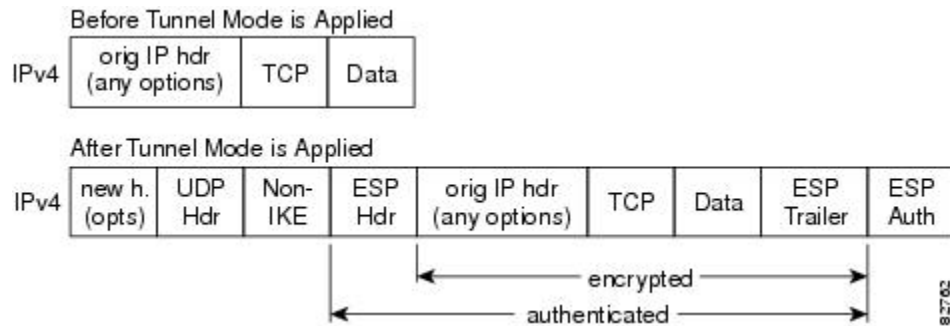 Before Tunnel Mode is Applied
IPv4
orig IP hdr
(any options)
TCP
Data
After Tunnel Mode is Applied
IPv4
new h.
(opts)
UDP
Hdr
Non-
IKE
ESP
Hdr
orig IP hdr
(any options)
TCP
Data
ESP
Trailer
ESP
Auth
encrypted
authenticated